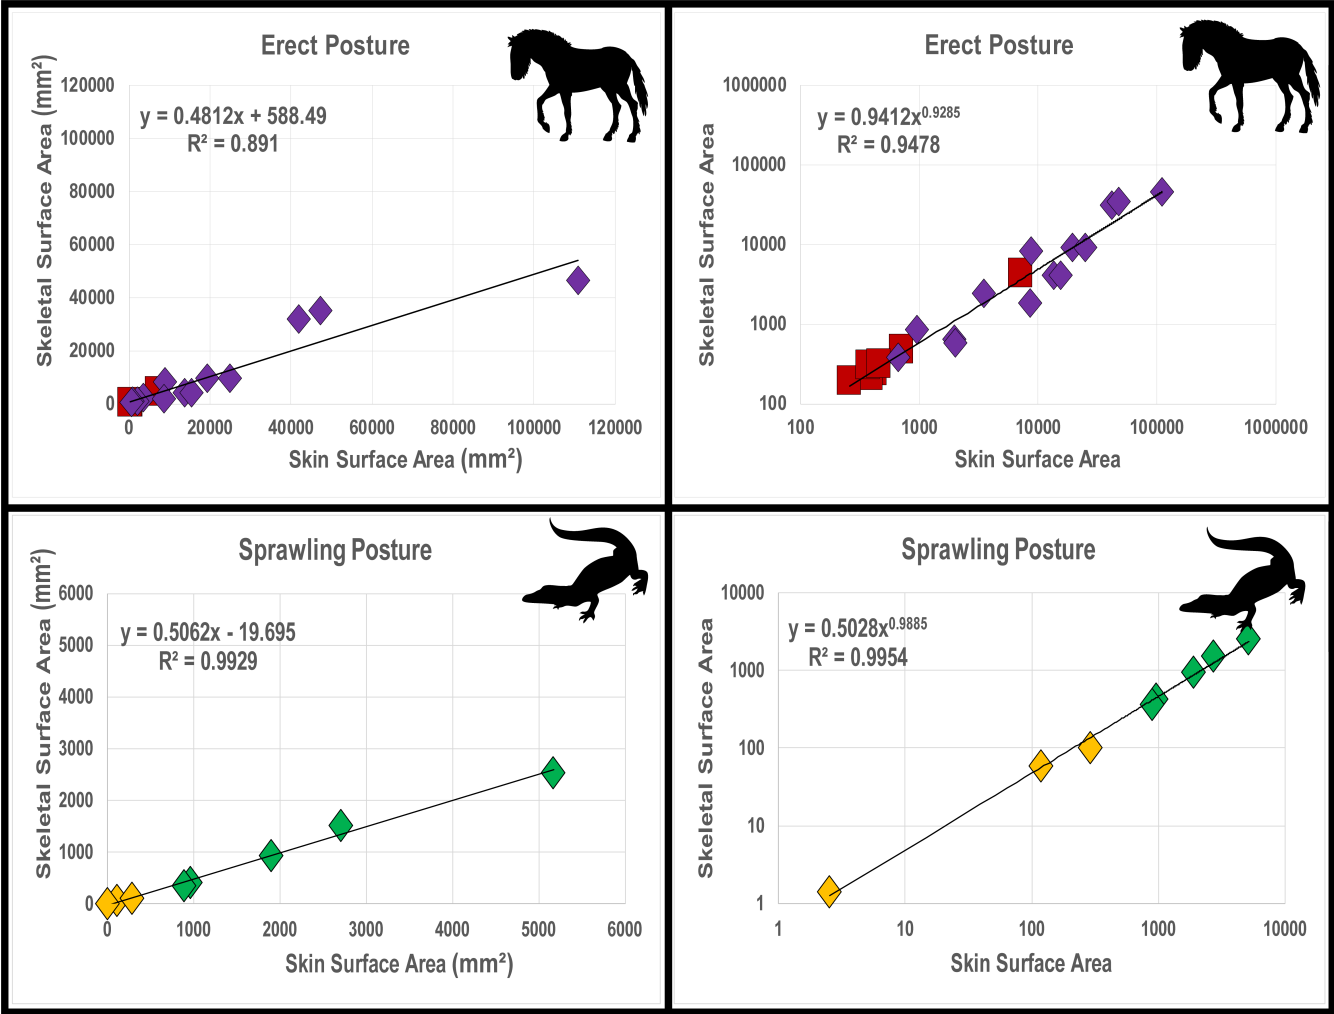 Erect Posture
Skeletal Surface Area (mm²)
120000
100000
80000
60000
40000
20000
0
y = 0.4812x + 588.49
R² = 0.891
0 20000 40000 60000 80000 100000 120000
Skin Surface Area (mm²)
Erect Posture
Skeletal Surface Area
1000000
100000
10000
1000
100
y = 0.9412x^0.9285
R² = 0.9478
100 1000 10000 100000 1000000
Skin Surface Area
Sprawling Posture
Skeletal Surface Area (mm²)
6000
5000
4000
3000
2000
1000
0
y = 0.5062x - 19.695
R² = 0.9929
0 1000 2000 3000 4000 5000 6000
Skin Surface Area (mm²)
Sprawling Posture
Skeletal Surface Area
10000
1000
100
10
1
y = 0.5028x^0.9885
R² = 0.9954
1 10 100 1000 10000
Skin Surface Area